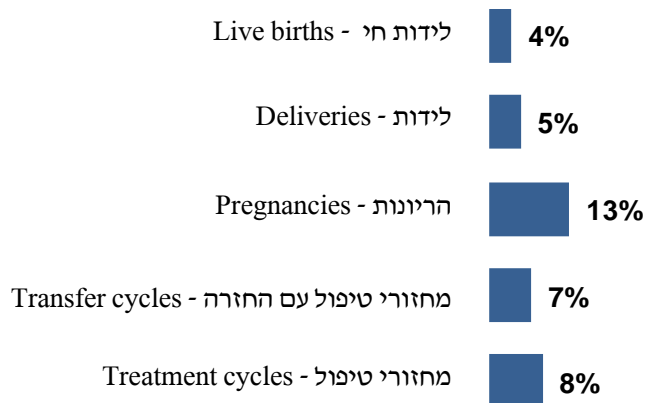 לידות חי - Live births
4%
לידות - Deliveries
5%
הריונות - Pregnancies
13%
מחזורי טיפול עם החזרה - Transfer cycles
7%
מחזורי טיפול - Treatment cycles
8%